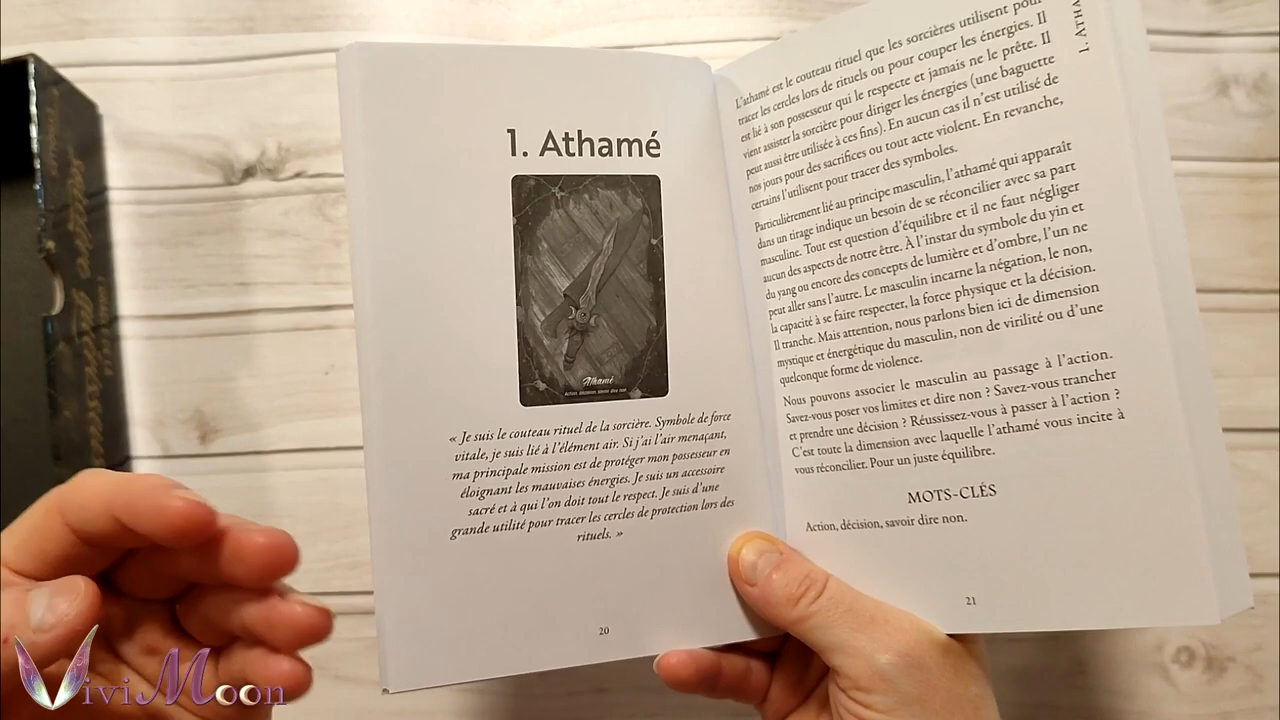 1. Athamé
Athamé
Action, décision, savoir dire non.
« Je suis le couteau rituel de la sorcière. Symbole de force
vitale, je suis lié à l'élément air. Si j'ai l'air menaçant,
ma principale mission est de protéger mon possesseur en
éloignant les mauvaises énergies. Je suis un accessoire
sacré et à qui l'on doit tout le respect. Je suis d'une
grande utilité pour tracer les cercles de protection lors des
rituels. »
20
1. ATHA
L'athamé est le couteau rituel que les sorcières utilisent pour
tracer les cercles lors de rituels ou pour couper les énergies. Il
est lié à son possesseur qui le respecte et jamais ne le prête. Il
vient assister la sorcière pour diriger les énergies (une baguette
peut aussi être utilisée à ces fins). En aucun cas il n'est utilisé de
nos jours pour des sacrifices ou tout acte violent. En revanche,
certains l'utilisent pour tracer des symboles.
Particulièrement lié au principe masculin, l'athamé qui apparaît
dans un tirage indique un besoin de se réconcilier avec sa part
masculine. Tout est question d'équilibre et il ne faut négliger
aucun des aspects de notre être. À l'instar du symbole du yin et
du yang ou encore des concepts de lumière et d'ombre, l'un ne
peut aller sans l'autre. Le masculin incarne la négation, le non,
la capacité à se faire respecter, la force physique et la décision.
Il tranche. Mais attention, nous parlons bien ici de dimension
mystique et énergétique du masculin, non de virilité ou d'une
quelconque forme de violence.
Nous pouvons associer le masculin au passage à l'action.
Savez-vous poser vos limites et dire non ? Savez-vous trancher
et prendre une décision ? Réussissez-vous à passer à l'action ?
C'est toute la dimension avec laquelle l'athamé vous incite à
vous réconcilier. Pour un juste équilibre.
MOTS-CLÉS
Action, décision, savoir dire non.
21
ViviMoon